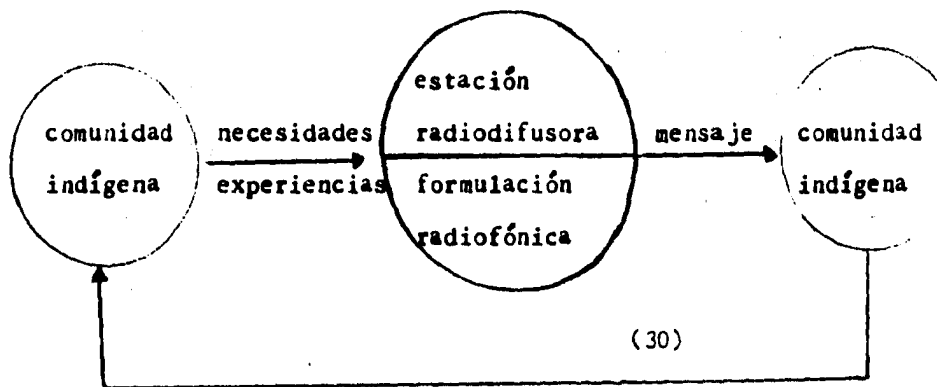 comunidad
indígena
necesidades
experiencias
estación
radiodifusora
formulación
radiofónica
mensaje
comunidad
indígena
(30)